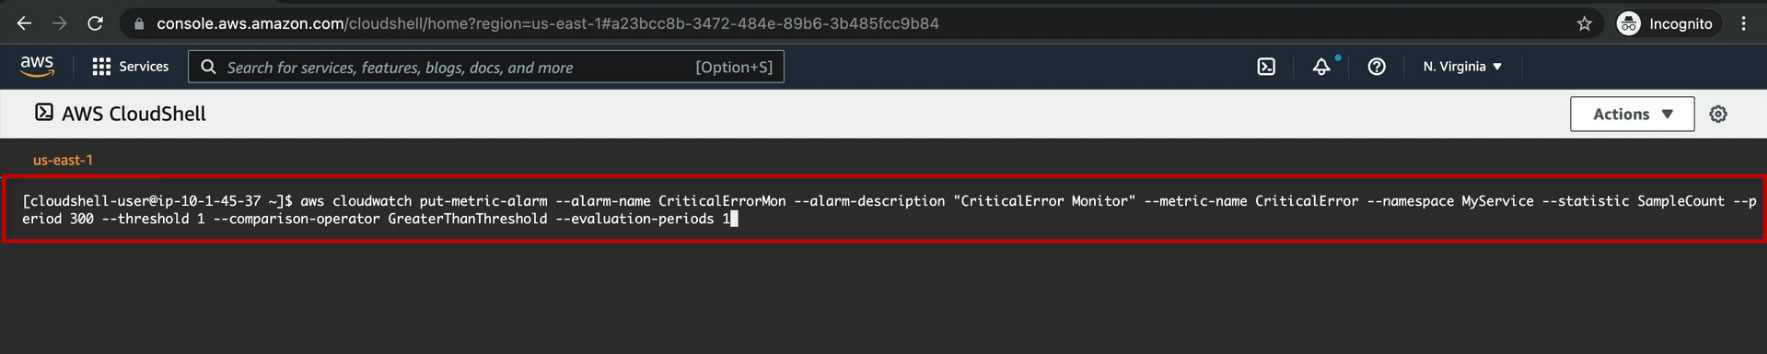 console.aws.amazon.com/cloudshell/home?region=us-east-1#a23bcc8b-3472-484e-89b6-3b485fcc9b84 Incognito
aws Services Search for services, features, blogs, docs, and more [Option+S] N. Virginia
AWS CloudShell Actions
us-east-1
[cloudshell-user@ip-10-1-45-37 ~]$ aws cloudwatch put-metric-alarm --alarm-name CriticalErrorMon --alarm-description "CriticalError Monitor" --metric-name CriticalError --namespace MyService --statistic SampleCount --p
eriod 300 --threshold 1 --comparison-operator GreaterThanThreshold --evaluation-periods 1